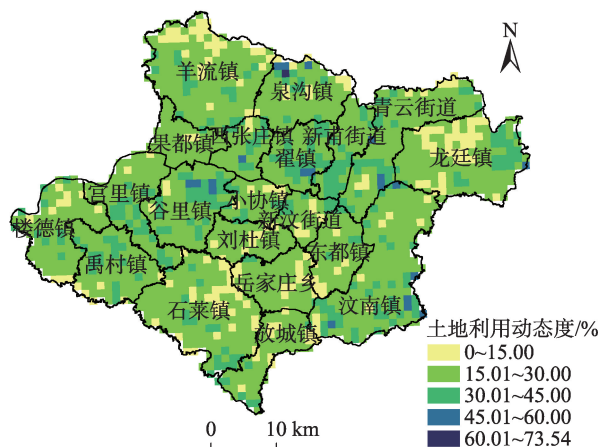 N
羊流镇
泉沟镇
青云街道
果都镇
西张庄镇
新甫街道
翟镇
龙廷镇
宫里镇
谷里镇
小协镇
新汶街道
楼德镇
刘杜镇
东都镇
禹村镇
岳家庄乡
石莱镇
汶南镇
放城镇
土地利用动态度/%
0~15.00
15.01~30.00
30.01~45.00
45.01~60.00
60.01~73.54
0 10 km